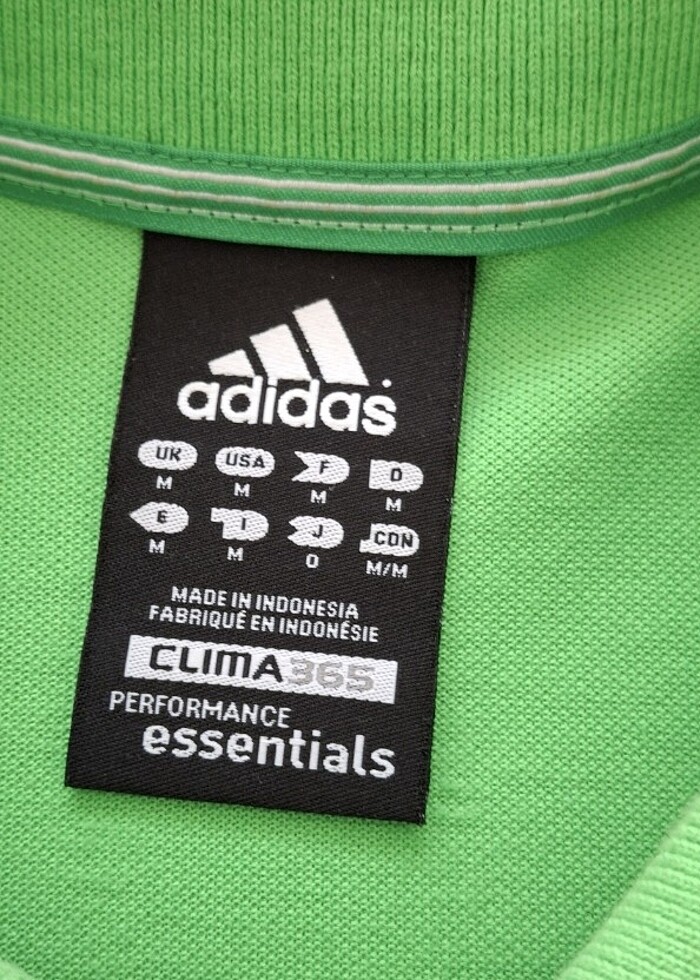 adidas
UK USA F D
M M M M
E I J CDN
M M O M/M
MADE IN INDONESIA
FABRIQUÉ EN INDONÉSIE
CLIMA365
PERFORMANCE
essentials